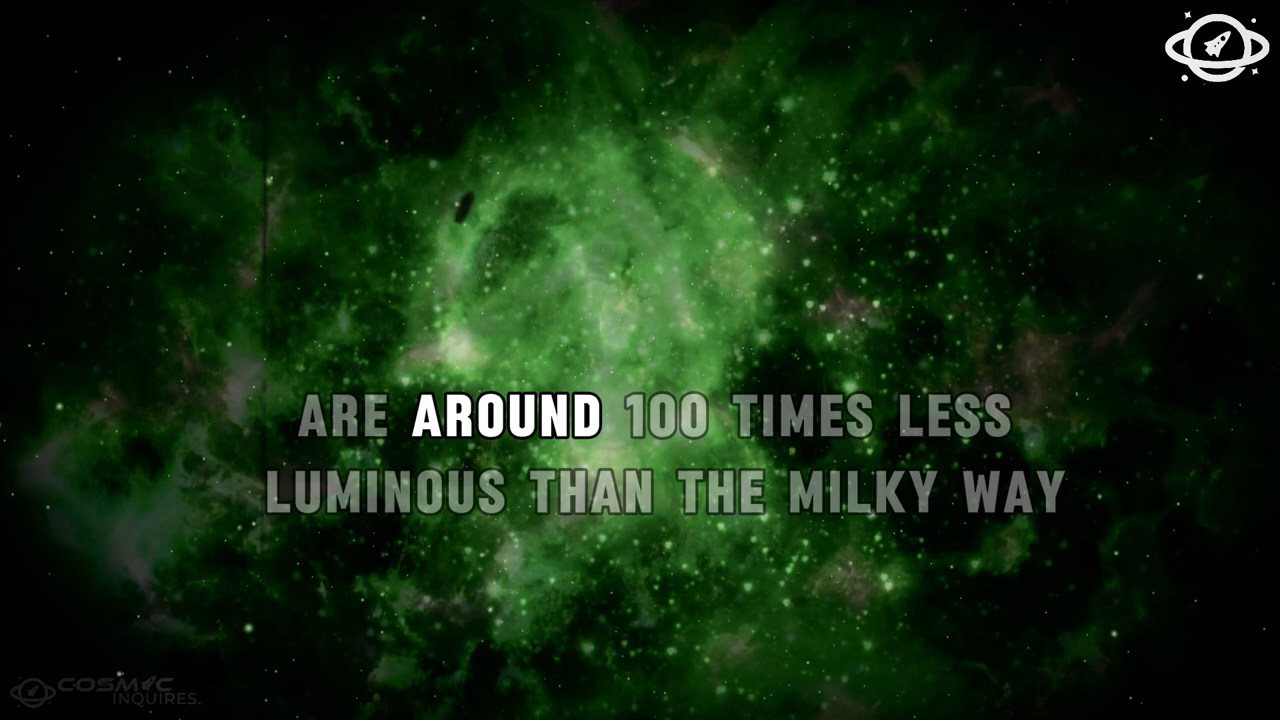 ARE AROUND 100 TIMES LESS
LUMINOUS THAN THE MILKY WAY
COSMIC
INQUIRES.